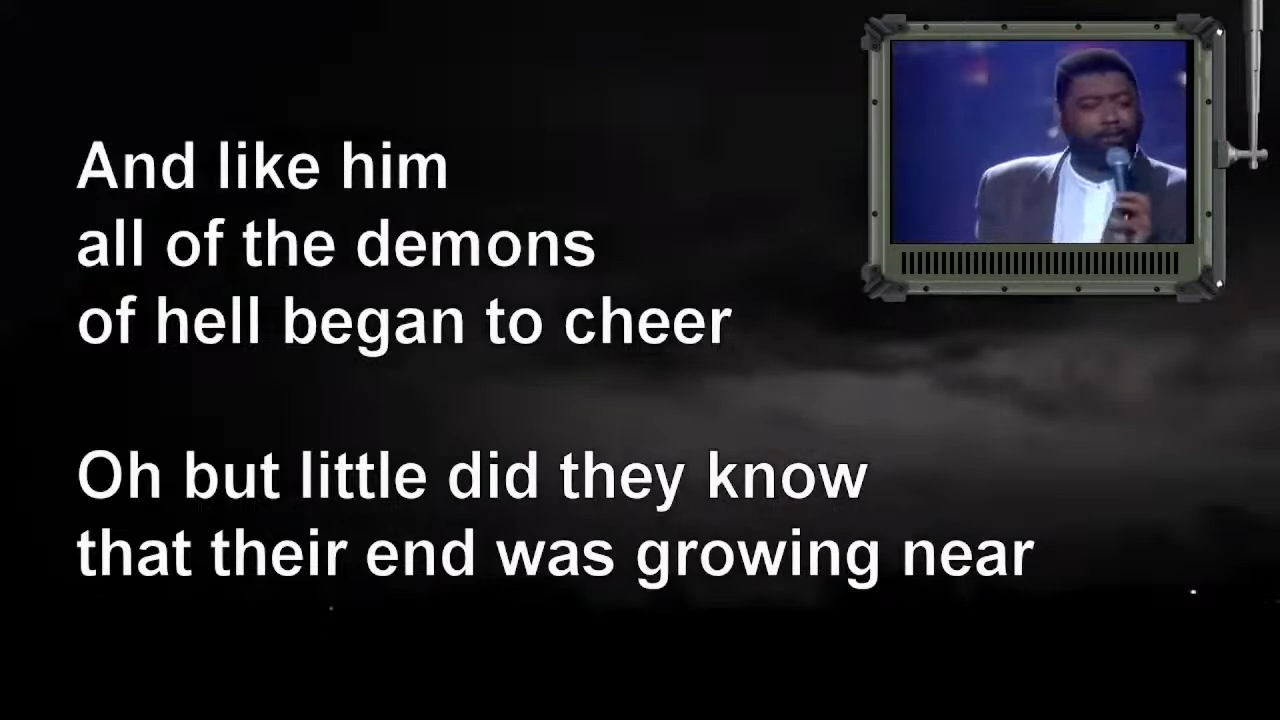 And like him
all of the demons
of hell began to cheer
Oh but little did they know
that their end was growing near